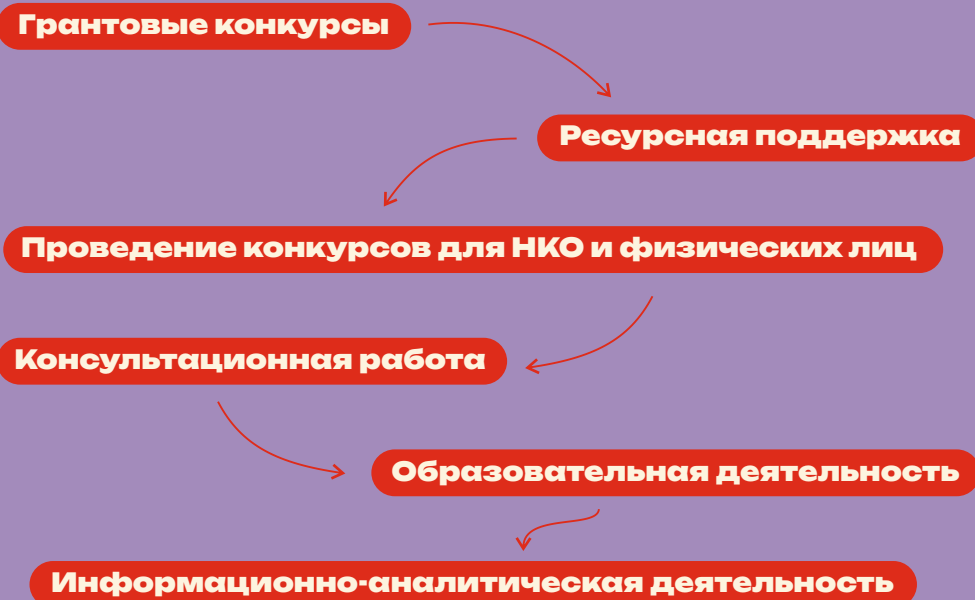 Грантовые конкурсы
Ресурсная поддержка
Проведение конкурсов для НКО и физических лиц
Консультационная работа
Образовательная деятельность
Информационно-аналитическая деятельность